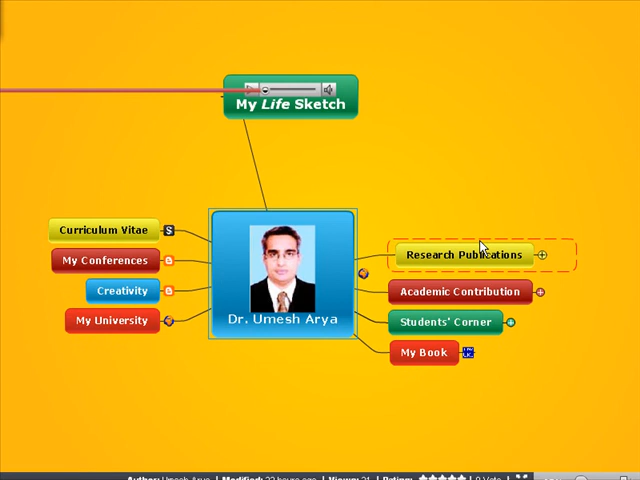 My Life Sketch
Curriculum Vitae
My Conferences
Creativity
My University
Dr. Umesh Arya
Research Publications
Academic Contribution
Students' Corner
My Book